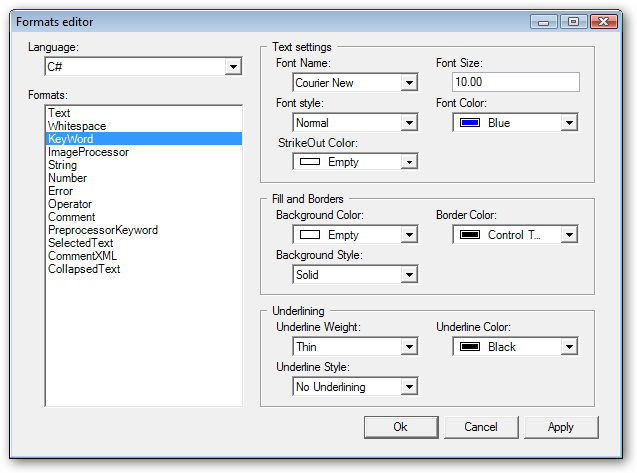 Formats editor
Language:
C#
Formats:
Text
Whitespace
KeyWord
ImageProcessor
String
Number
Error
Operator
Comment
PreprocessorKeyword
SelectedText
CommentXML
CollapsedText
Text settings
Font Name:
Font Size:
Courier New
10.00
Font style:
Font Color:
Normal
Blue
StrikeOut Color:
Empty
Fill and Borders
Background Color:
Border Color:
Empty
Control T...
Background Style:
Solid
Underlining
Underline Weight:
Underline Color:
Thin
Black
Underline Style:
No Underlining
Ok
Cancel
Apply